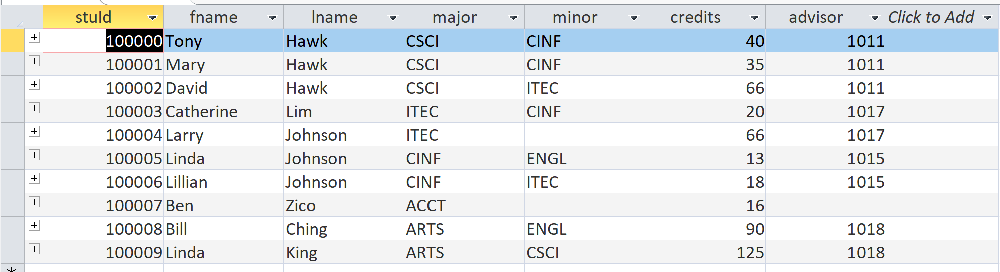 stuId fname lname major minor credits advisor Click to Add
100000 Tony Hawk CSCI CINF 40 1011
100001 Mary Hawk CSCI CINF 35 1011
100002 David Hawk CSCI ITEC 66 1011
100003 Catherine Lim ITEC CINF 20 1017
100004 Larry Johnson ITEC 66 1017
100005 Linda Johnson CINF ENGL 13 1015
100006 Lillian Johnson CINF ITEC 18 1015
100007 Ben Zico ACCT 16
100008 Bill Ching ARTS ENGL 90 1018
100009 Linda King ARTS CSCI 125 1018